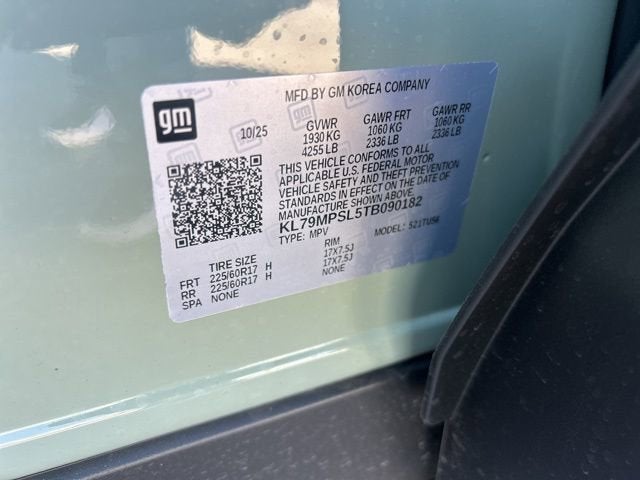 MFD BY GM KOREA COMPANY
gm
10/25 GVWR GAWR FRT GAWR RR
1930 KG 1060 KG 1060 KG
4255 LB 2336 LB 2336 LB
THIS VEHICLE CONFORMS TO ALL
APPLICABLE U.S. FEDERAL MOTOR
VEHICLE SAFETY AND THEFT PREVENTION
STANDARDS IN EFFECT ON THE DATE OF
MANUFACTURE SHOWN ABOVE.
KL79MPSL5TB090182
TYPE: MPV MODEL: 521TU56
TIRE SIZE RIM
FRT 225/60R17 H 17X7.5J
RR 225/60R17 H 17X7.5J
SPA NONE NONE